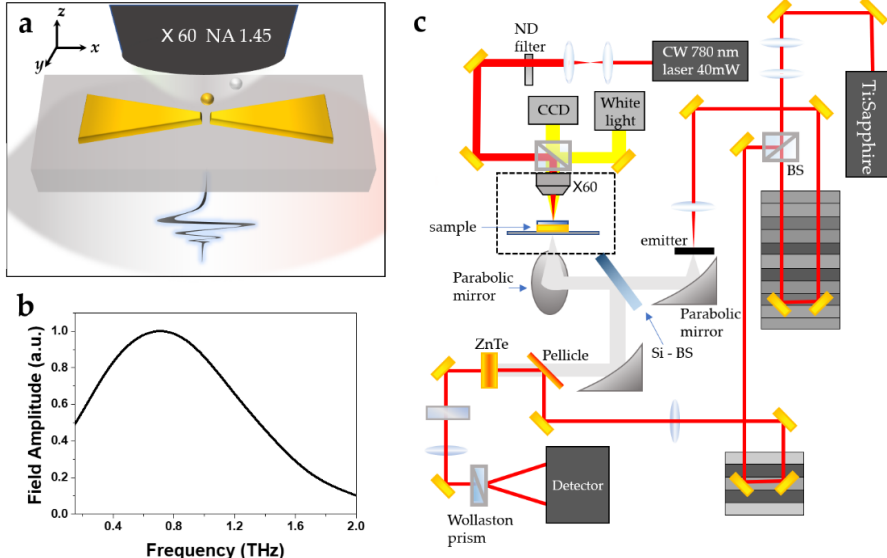 a
z
x
y
X 60 NA 1.45
b
Field Amplitude (a.u.)
1.0
0.8
0.6
0.4
0.2
0.0
0.4
0.8
1.2
1.6
2.0
Frequency (THz)
c
ND
filter
CW 780 nm
laser 40mW
Ti:Sapphire
CCD
White
light
BS
X60
sample
emitter
Parabolic
mirror
Parabolic
mirror
Si - BS
ZnTe
Pellicle
Detector
Wollaston
prism